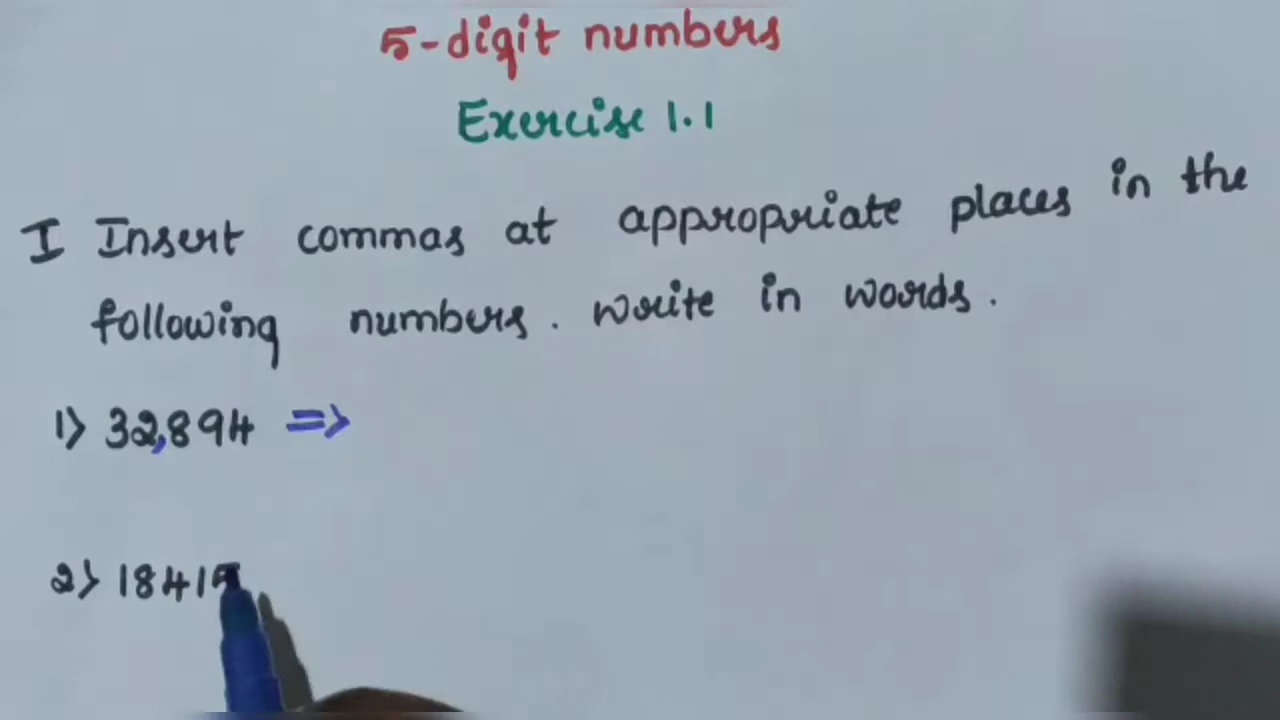 5-digit numbers
Exercise 1.1
I Insert commas at appropriate places in the
following numbers. Write in words.
1) 32,894 =>
2) 18415